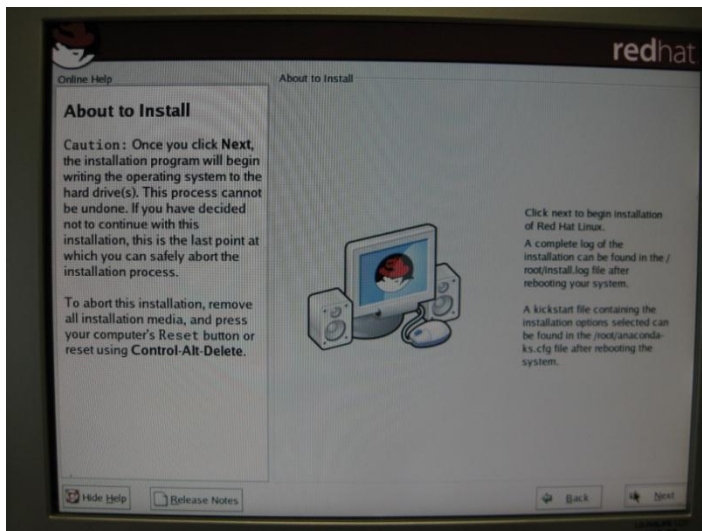 redhat.
Online Help
About to Install
About to Install
Caution: Once you click Next,
the installation program will begin
writing the operating system to the
hard drive(s). This process cannot
be undone. If you have decided
not to continue with this
installation, this is the last point at
which you can safely abort the
installation process.
To abort this installation, remove
all installation media, and press
your computer's Reset button or
reset using Control-Alt-Delete.
Click next to begin installation
of Red Hat Linux.
A complete log of the
installation can be found in the /
root/install.log file after
rebooting your system.
A kickstart file containing the
installation options selected can
be found in the /root/anaconda-
ks.cfg file after rebooting the
system.
Hide Help
Release Notes
Back
Next